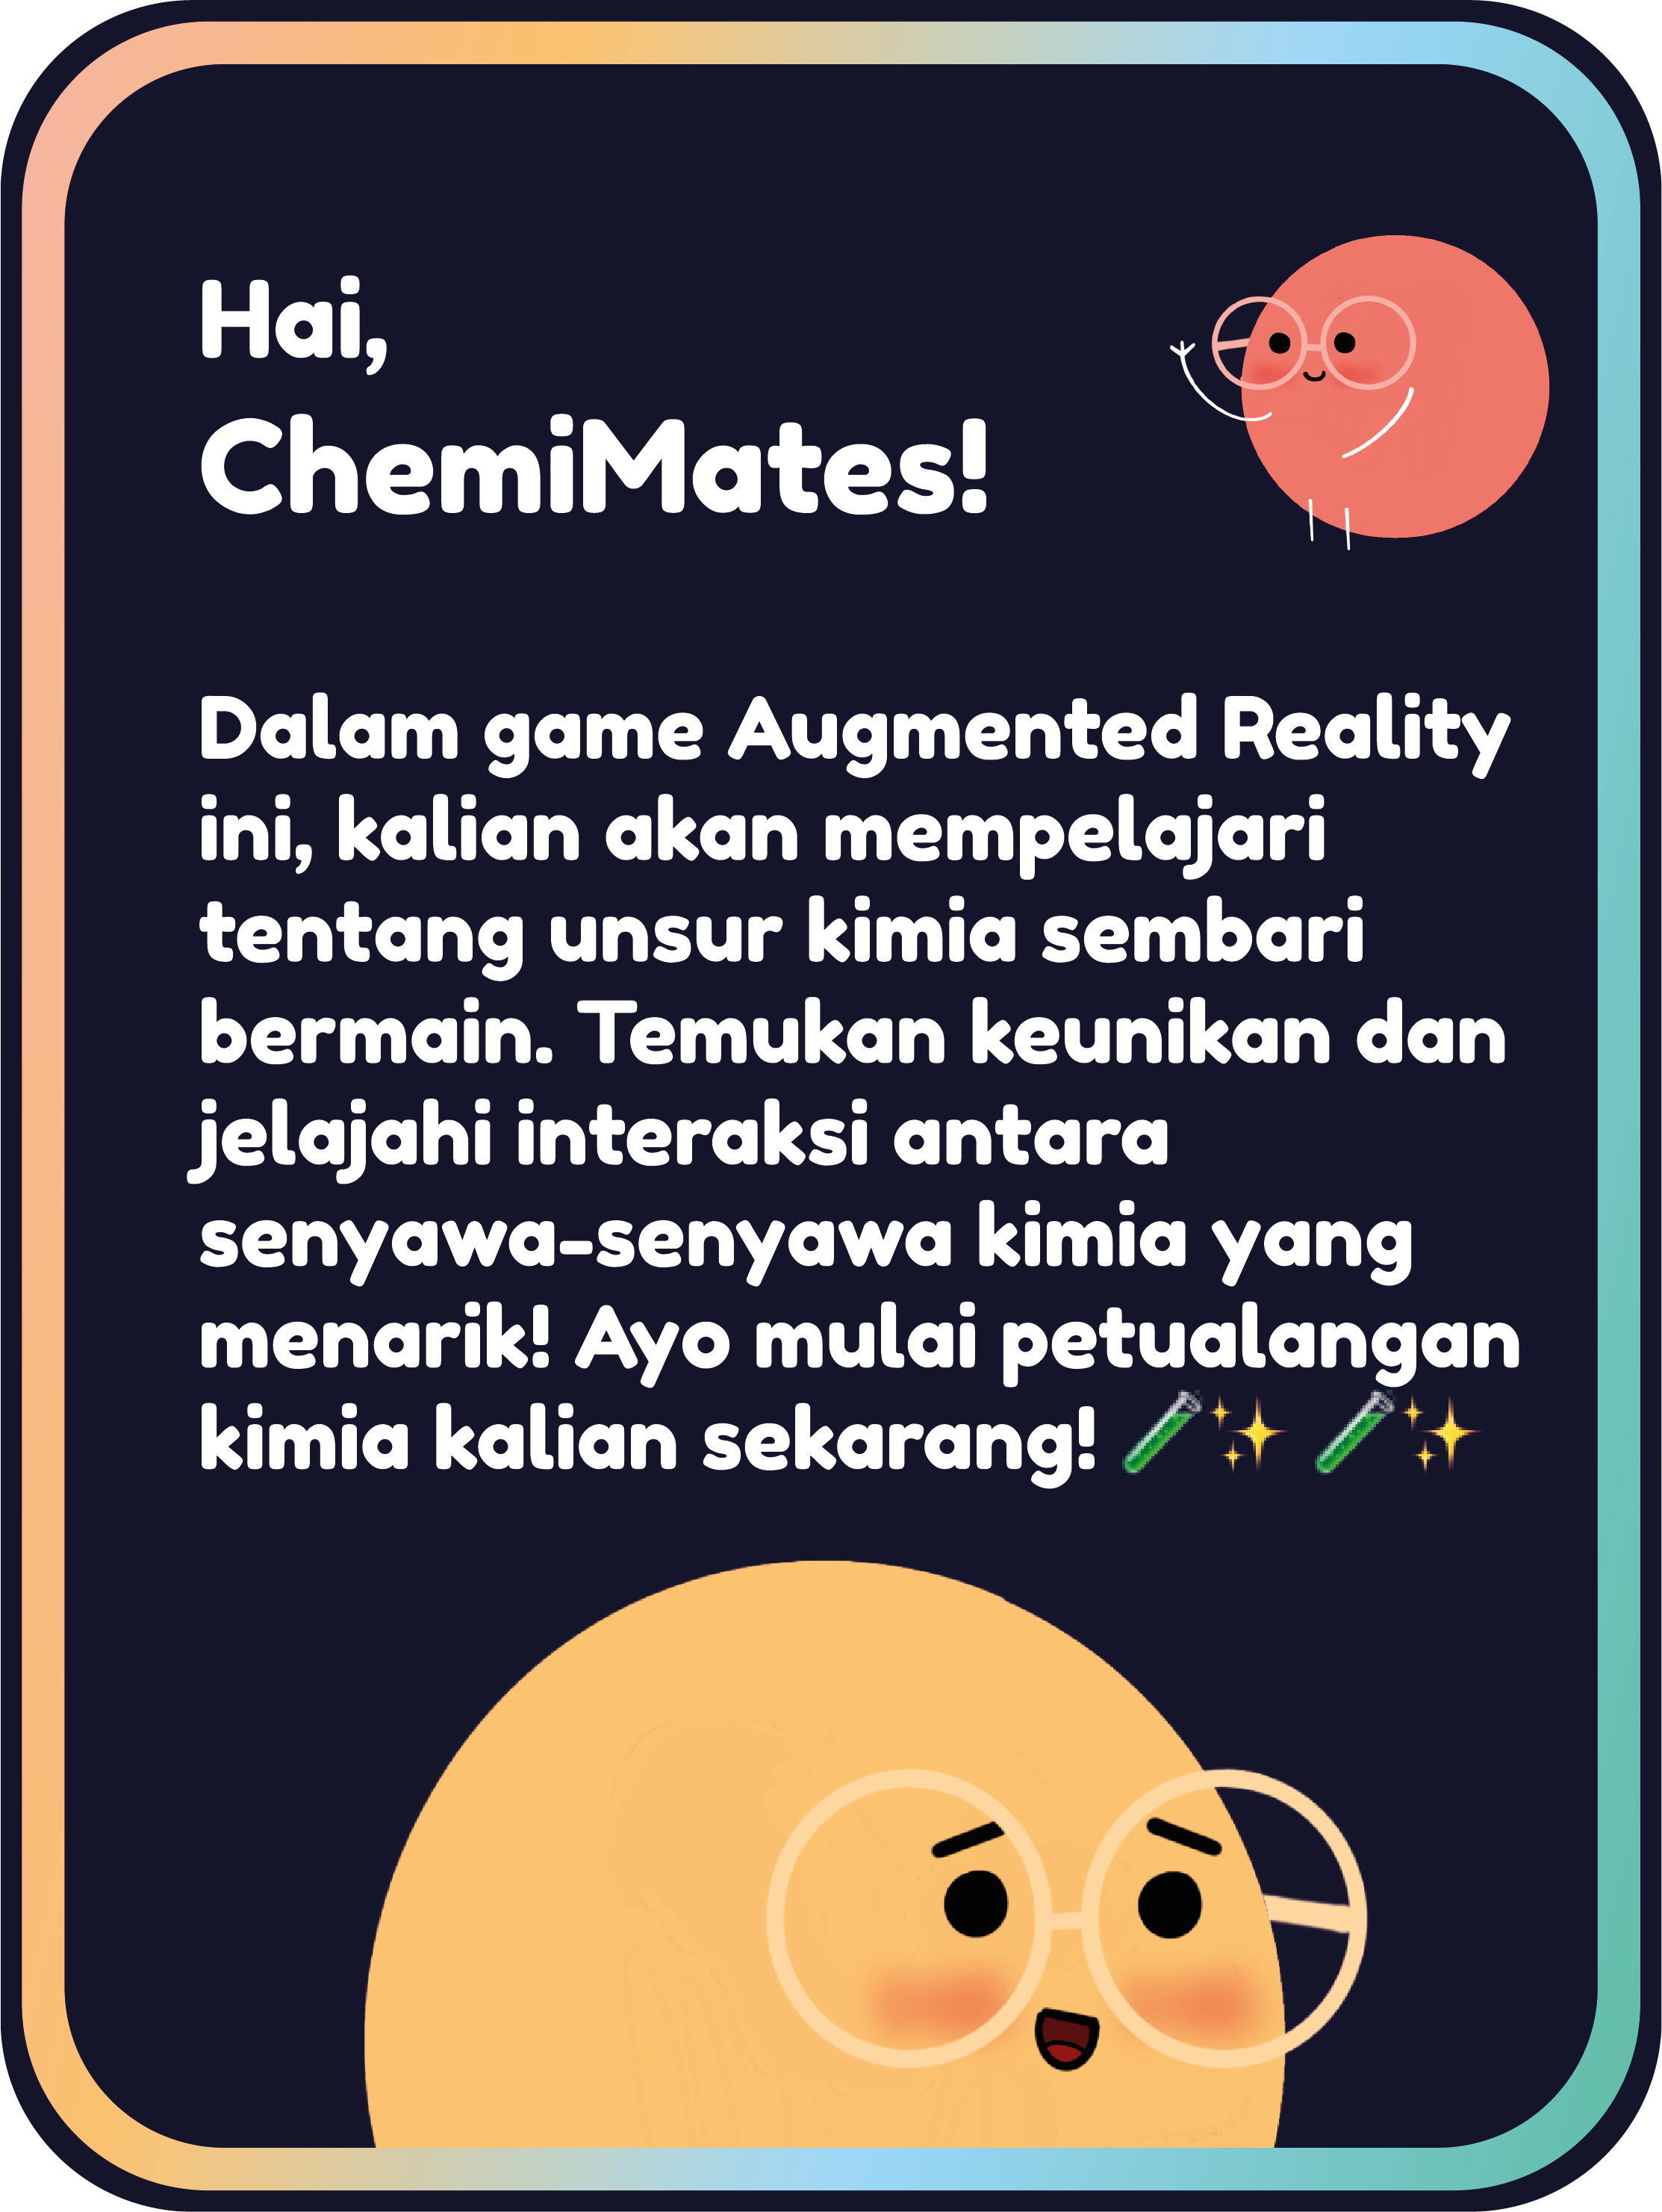 Hai,
ChemiMates!
Dalam game Augmented Reality
ini, kalian akan mempelajari
tentang unsur kimia sembari
bermain. Temukan keunikan dan
jelajahi interaksi antara
senyawa-senyawa kimia yang
menarik! Ayo mulai petualangan
kimia kalian sekarang! 🧪✨ 🧪✨